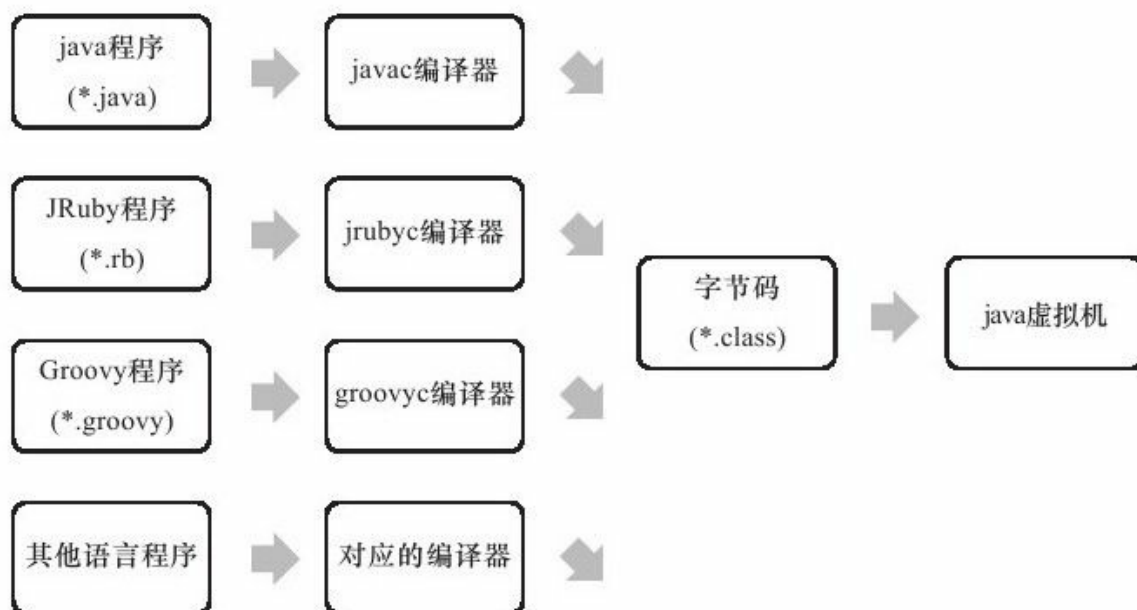 java程序
(*.java)
javac编译器
JRuby程序
(*.rb)
jrubyc编译器
字节码
(*.class)
java虚拟机
Groovy程序
(*.groovy)
groovyc编译器
其他语言程序
对应的编译器